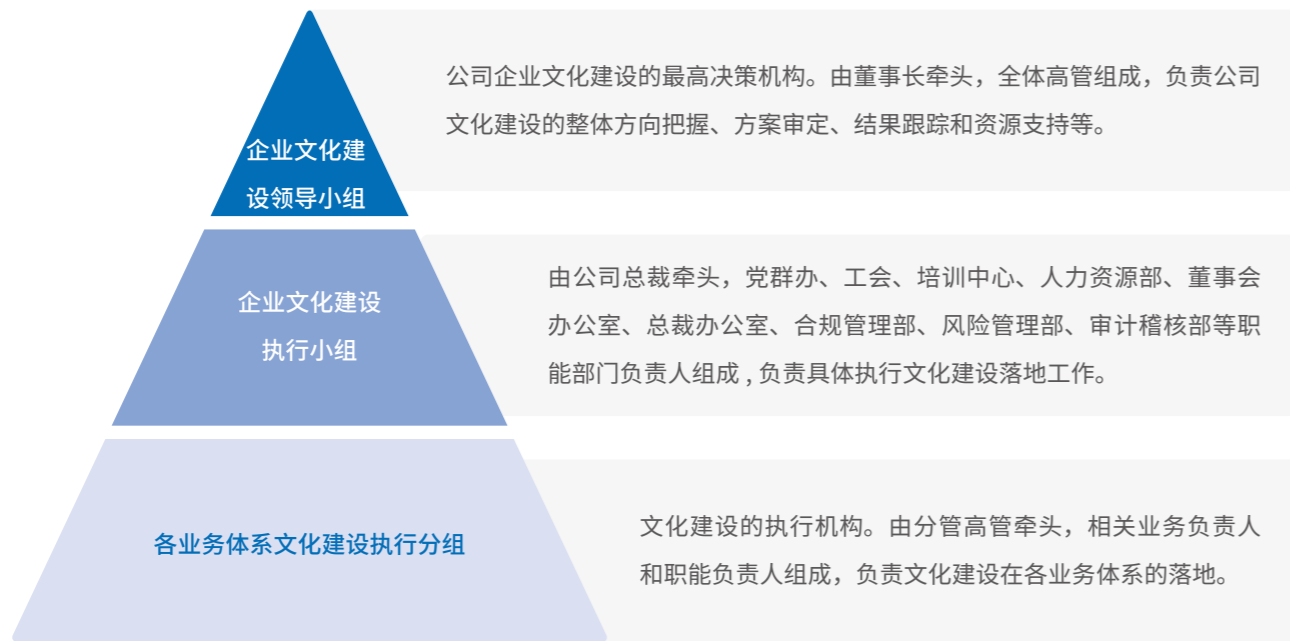 公司企业文化建设的最高决策机构。由董事长牵头，全体高管组成，负责公司
文化建设的整体方向把握、方案审定、结果跟踪和资源支持等。
企业文化建
设领导小组
由公司总裁牵头，党群办、工会、培训中心、人力资源部、董事会
办公室、总裁办公室、合规管理部、风险管理部、审计稽核部等职
能部门负责人组成 , 负责具体执行文化建设落地工作。
企业文化建设
执行小组
文化建设的执行机构。由分管高管牵头，相关业务负责人
和职能负责人组成，负责文化建设在各业务体系的落地。
各业务体系文化建设执行分组